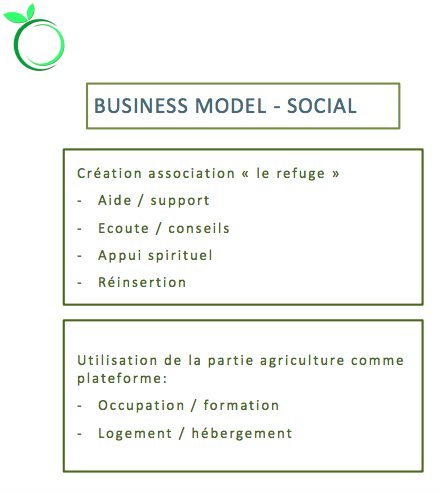 BUSINESS MODEL - SOCIAL
Création association « le refuge »
- Aide / support
- Ecoute / conseils
- Appui spirituel
- Réinsertion
Utilisation de la partie agriculture comme
plateforme:
- Occupation / formation
- Logement / hébergement